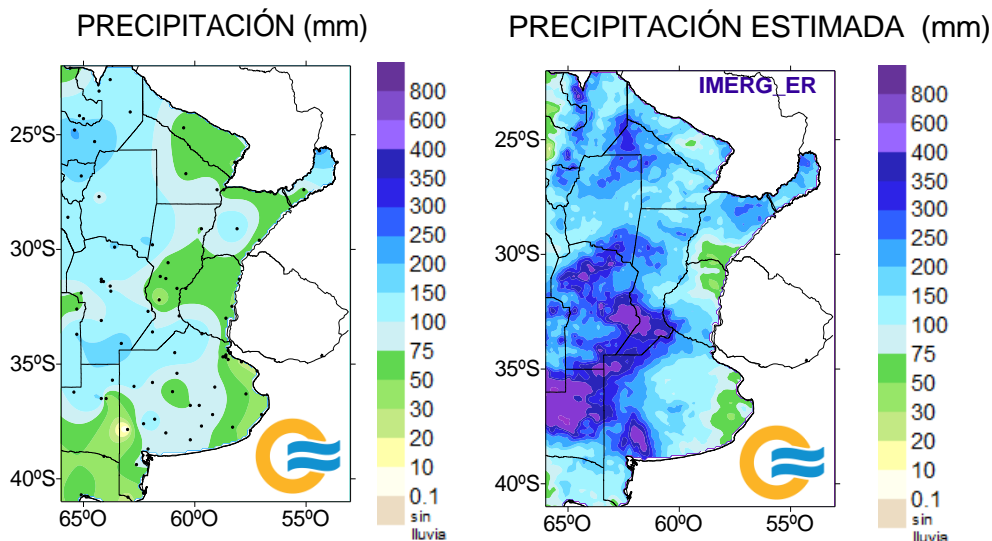 PRECIPITACIÓN (mm)
800
600
400
350
300
250
200
150
100
75
50
30
20
10
0.1
sin
lluvia
25ºS
30ºS
35ºS
40ºS
65ºO
60ºO
55ºO
PRECIPITACIÓN ESTIMADA (mm)
IMERG_ER
800
600
400
350
300
250
200
150
100
75
50
30
20
10
0.1
sin
lluvia
25ºS
30ºS
35ºS
40ºS
65ºO
60ºO
55ºO